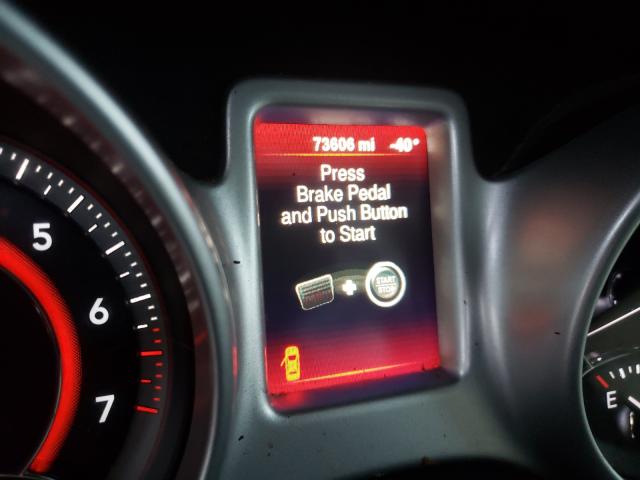 73606 mi -40°
Press
Brake Pedal
and Push Button
to Start
START
STOP
5
6
7
E